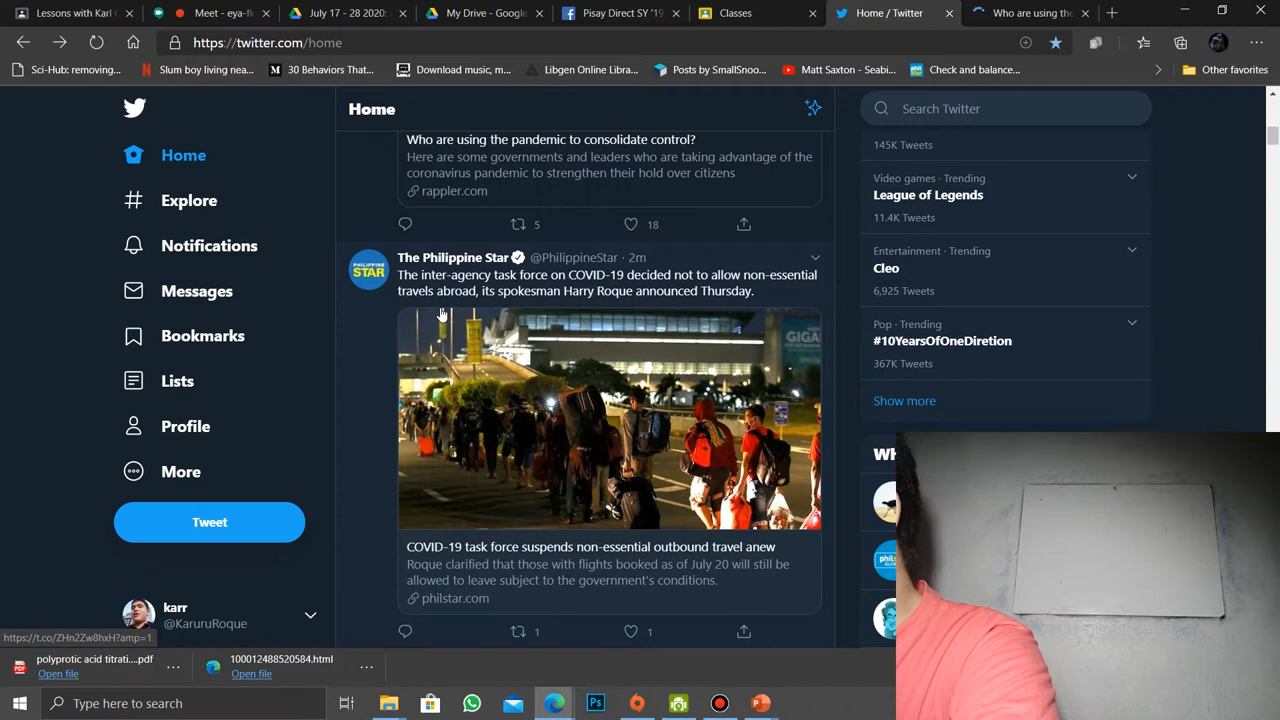 Lessons with Karl (
Meet - eya-fi
July 17 - 28 2020:
My Drive - Google
Pisay Direct SY '19,
Classes
Home / Twitter
Who are using the
https://twitter.com/home
Sci-Hub: removing...
Slum boy living nea...
30 Behaviors That...
Download music, m...
Libgen Online Libra...
Posts by SmallSnoo...
Matt Saxton - Seabi...
Check and balance...
Other favorites
Home
Explore
Notifications
Messages
Bookmarks
Lists
Profile
More
Tweet
karr
@KaruruRoque
https://t.co/ZHn2Zw8hxH?amp=1
Home
Who are using the pandemic to consolidate control?
Here are some governments and leaders who are taking advantage of the
coronavirus pandemic to strengthen their hold over citizens
rappler.com
5
18
PHILIPPINE
STAR
The Philippine Star @PhilippineStar · 2m
The inter-agency task force on COVID-19 decided not to allow non-essential
travels abroad, its spokesman Harry Roque announced Thursday.
GIGA
COVID-19 task force suspends non-essential outbound travel anew
Roque clarified that those with flights booked as of July 20 will still be
allowed to leave subject to the government's conditions.
philstar.com
1
1
Search Twitter
145K Tweets
Video games · Trending
League of Legends
11.4K Tweets
Entertainment · Trending
Cleo
6,925 Tweets
Pop · Trending
#10YearsOfOneDiretion
367K Tweets
Show more
polyprotic acid titrati....pdf
Open file
100012488520584.html
Open file
Type here to search